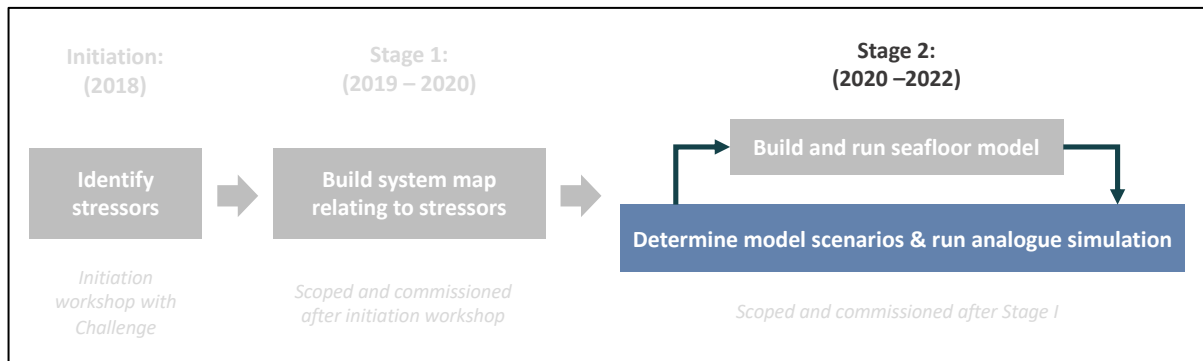 Initiation:
(2018)
Stage 1:
(2019 – 2020)
Stage 2:
(2020 –2022)
Identify
stressors
Build system map
relating to stressors
Build and run seafloor model
Determine model scenarios & run analogue simulation
Initiation
workshop with
Challenge
Scoped and commissioned
after initiation workshop
Scoped and commissioned after Stage I